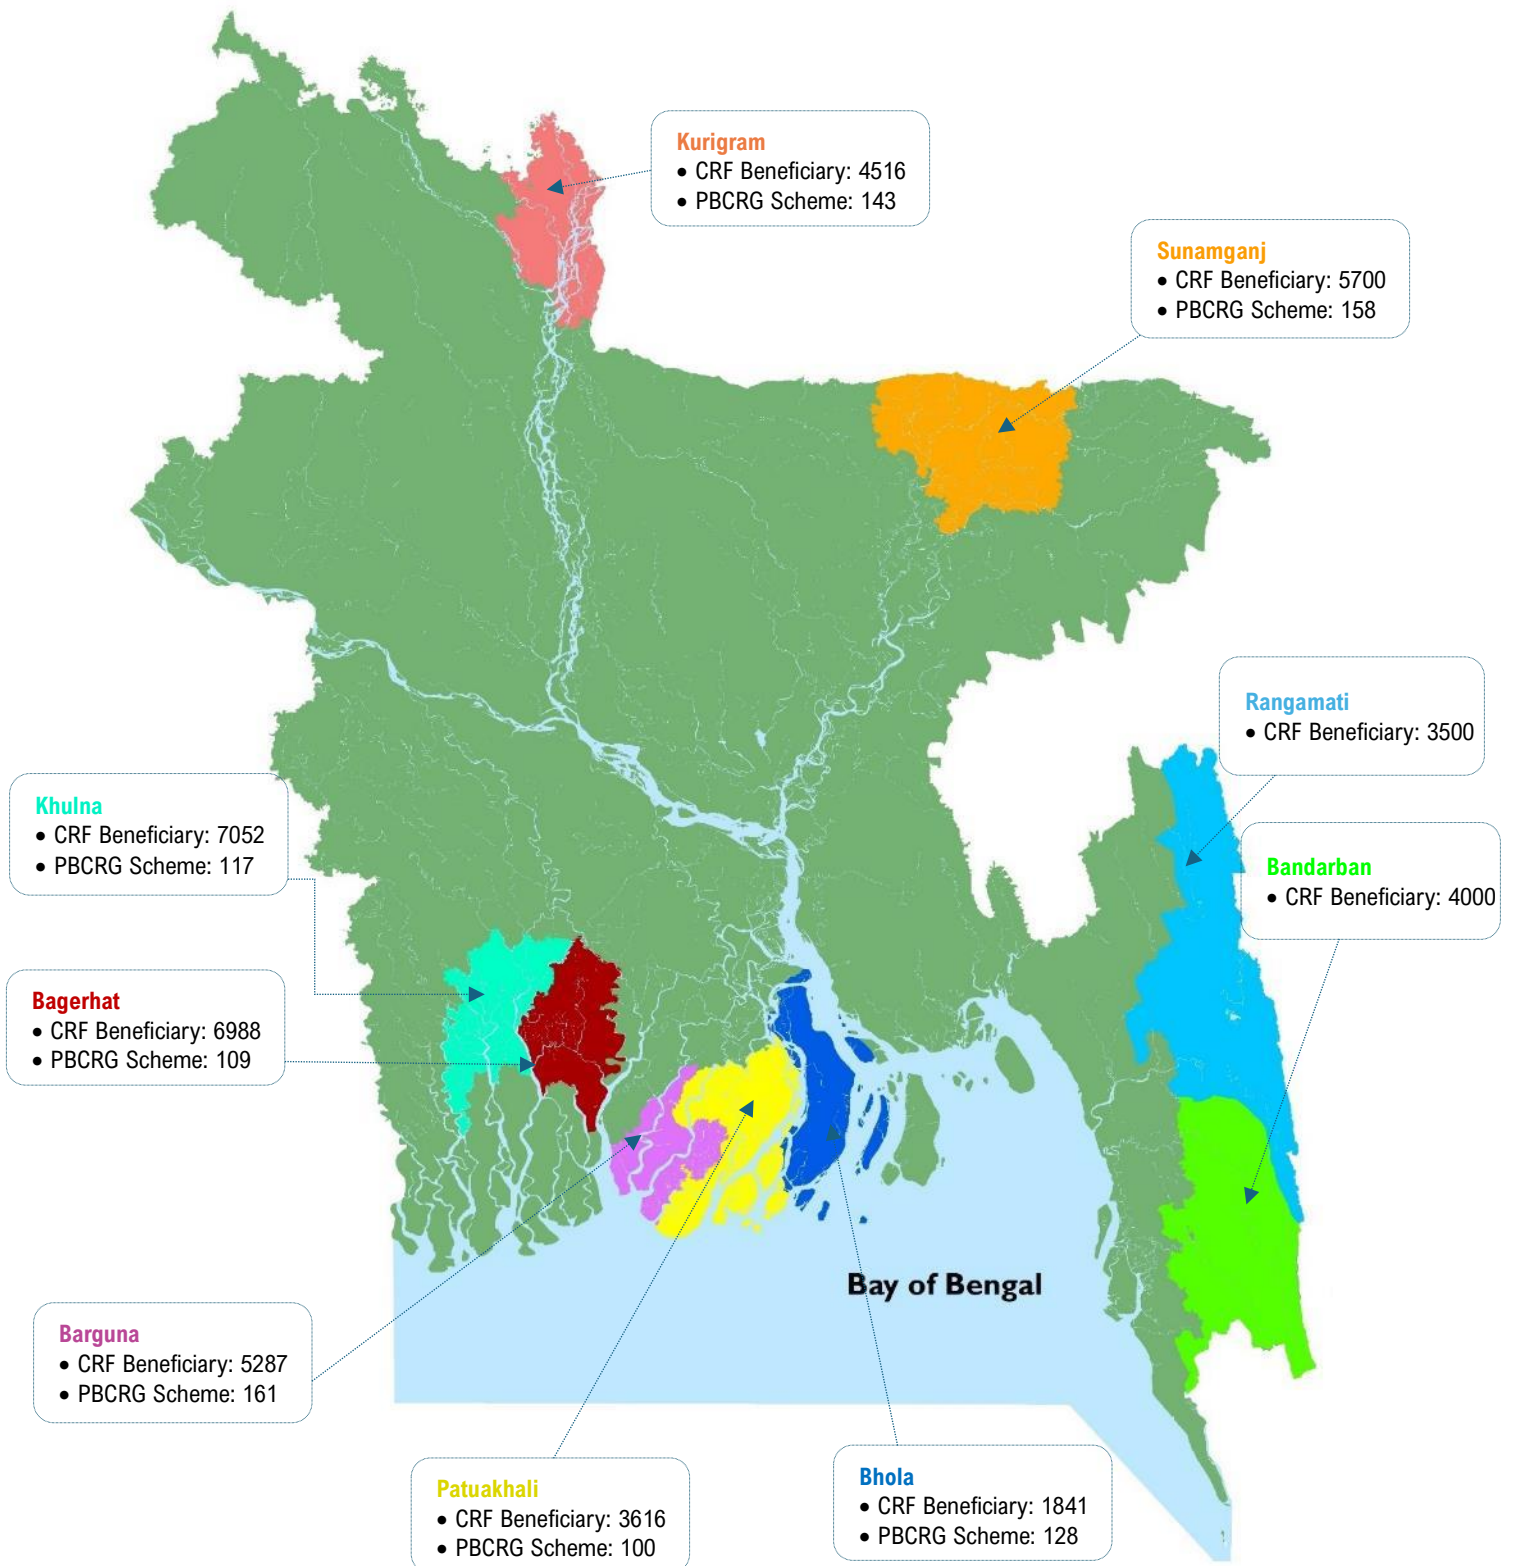 Kurigram
• CRF Beneficiary: 4516
• PBCRG Scheme: 143
Sunamganj
• CRF Beneficiary: 5700
• PBCRG Scheme: 158
Rangamati
• CRF Beneficiary: 3500
Khulna
• CRF Beneficiary: 7052
• PBCRG Scheme: 117
Bandarban
• CRF Beneficiary: 4000
Bagerhat
• CRF Beneficiary: 6988
• PBCRG Scheme: 109
Bay of Bengal
Barguna
• CRF Beneficiary: 5287
• PBCRG Scheme: 161
Patuakhali
• CRF Beneficiary: 3616
• PBCRG Scheme: 100
Bhola
• CRF Beneficiary: 1841
• PBCRG Scheme: 128